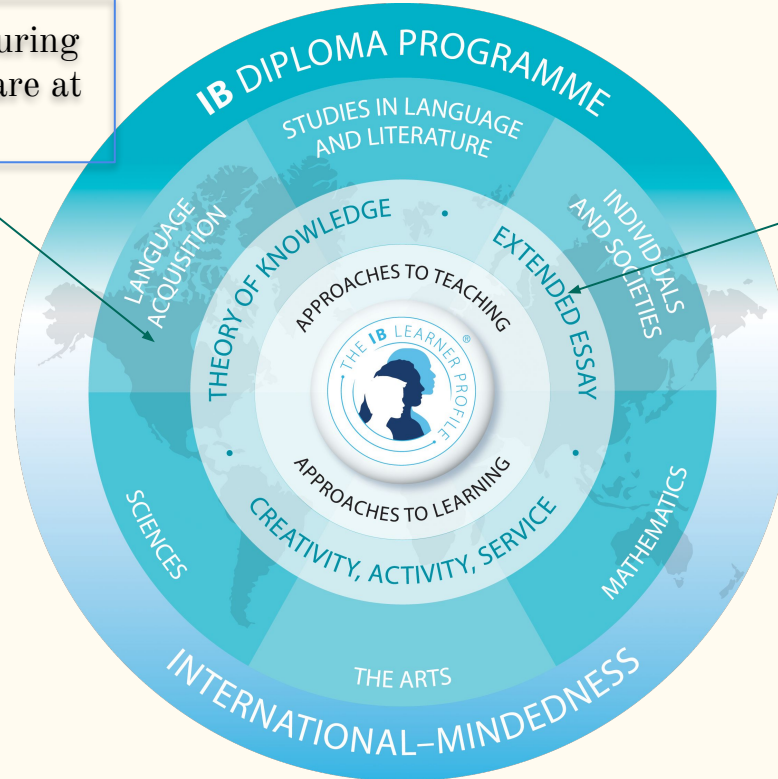 uring
are at
IB DIPLOMA PROGRAMME
STUDIES IN LANGUAGE
AND LITERATURE
LANGUAGE
ACQUISITION
INDIVIDUALS
AND SOCIETIES
THEORY OF KNOWLEDGE
EXTENDED ESSAY
APPROACHES TO TEACHING
• THE IB LEARNER PROFILE • ®
APPROACHES TO LEARNING
CREATIVITY, ACTIVITY, SERVICE
SCIENCES
MATHEMATICS
THE ARTS
INTERNATIONAL–MINDEDNESS